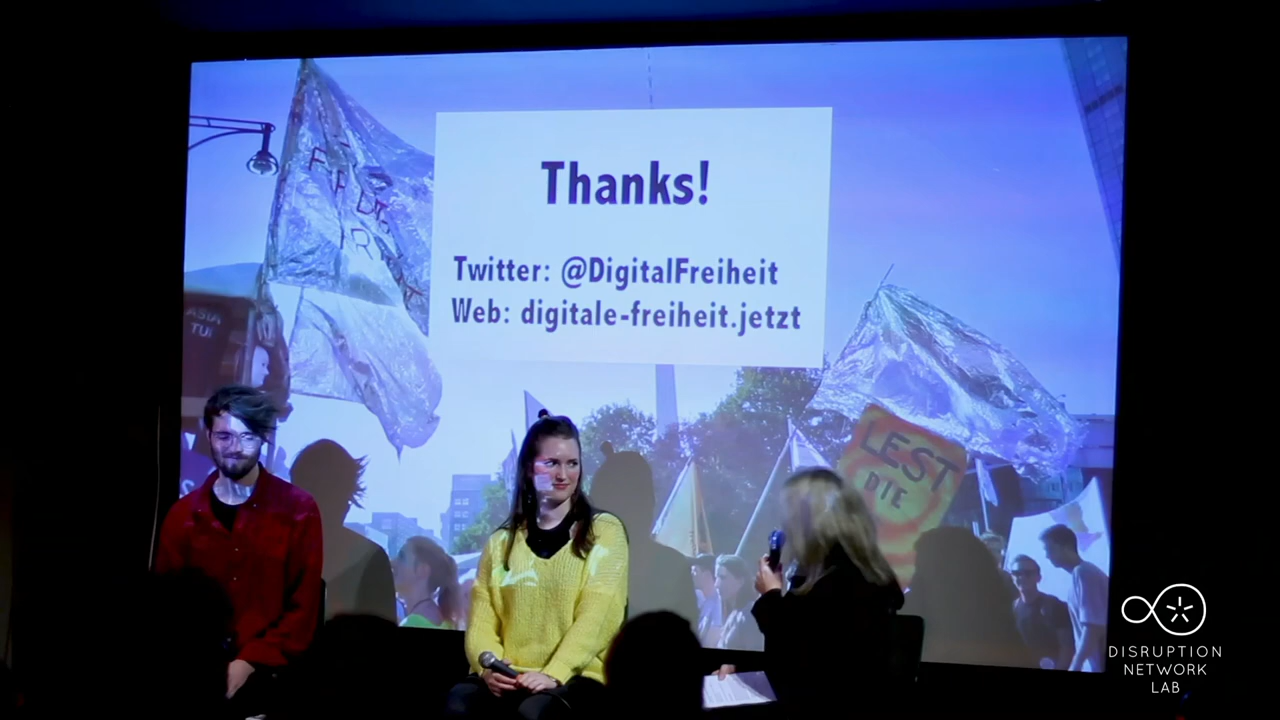 Thanks!
Twitter: @DigitalFreiheit
Web: digitale-freiheit.jetzt
LEST
DIE
DISRUPTION
NETWORK
LAB